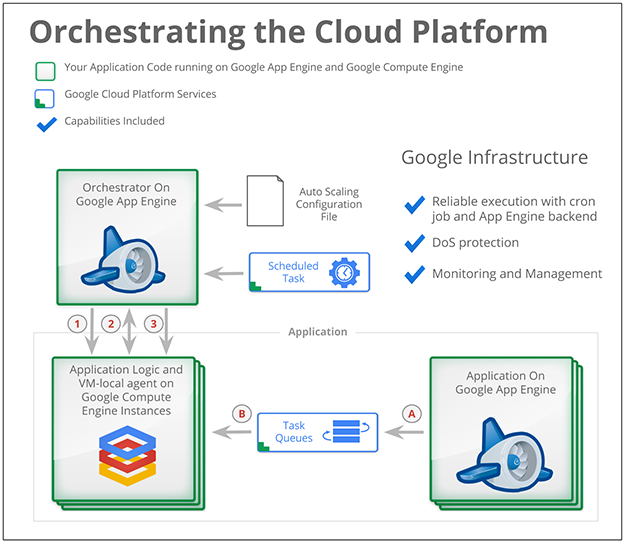 Orchestrating the Cloud Platform
Your Application Code running on Google App Engine and Google Compute Engine
Google Cloud Platform Services
Capabilities Included
Google Infrastructure
Reliable execution with cron
job and App Engine backend
DoS protection
Monitoring and Management
Orchestrator On
Google App Engine
Auto Scaling
Configuration
File
Scheduled
Task
1
2
3
Application
Application Logic and
VM-local agent on
Google Compute
Engine Instances
B
Task
Queues
A
Application On
Google App Engine